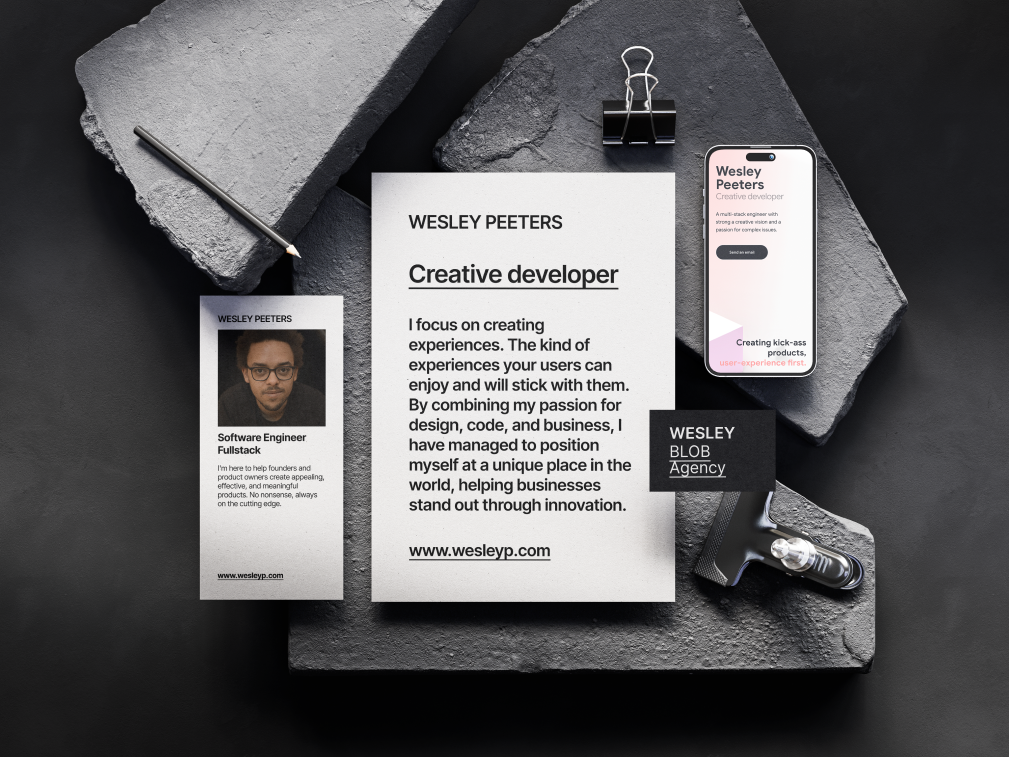 WESLEY PEETERS
Software Engineer
Fullstack
I'm here to help founders and
product owners create appealing,
effective, and meaningful
products. No nonsense, always
on the cutting edge.
www.wesleyp.com
WESLEY PEETERS
Creative developer
I focus on creating
experiences. The kind of
experiences your users can
enjoy and will stick with them.
By combining my passion for
design, code, and business, I
have managed to position
myself at a unique place in the
world, helping businesses
stand out through innovation.
www.wesleyp.com
Wesley
Peeters
Creative developer
A multi-stack engineer with
strong a creative vision and a
passion for complex issues.
Send an email
Creating kick-ass
products,
user-experience first.
WESLEY
BLOB
Agency